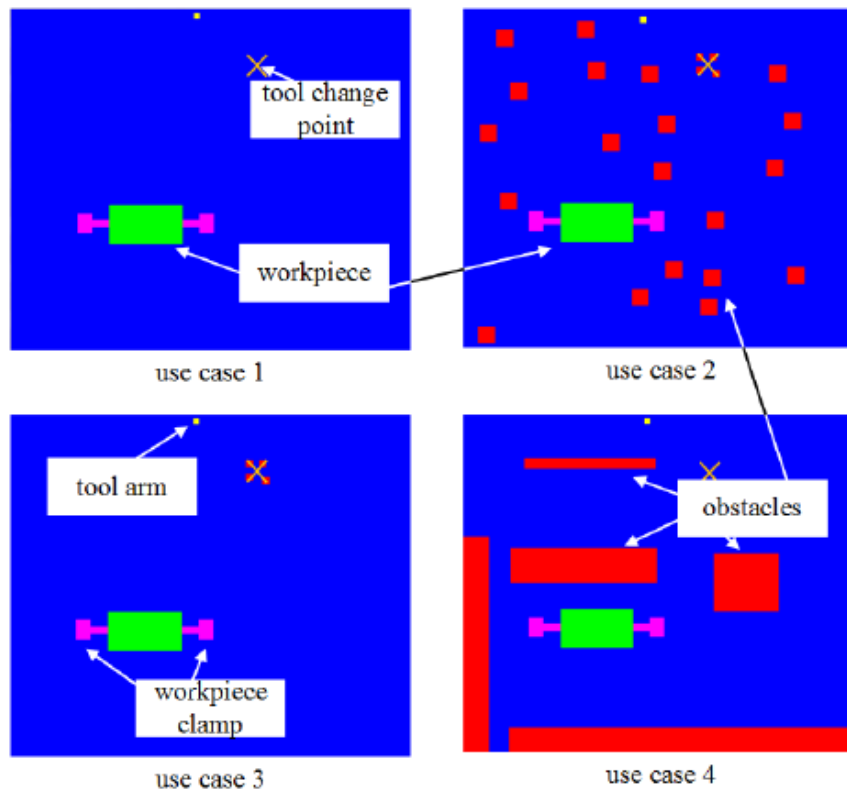 tool change
point
workpiece
use case 1
use case 2
tool arm
obstacles
workpiece
clamp
use case 3
use case 4